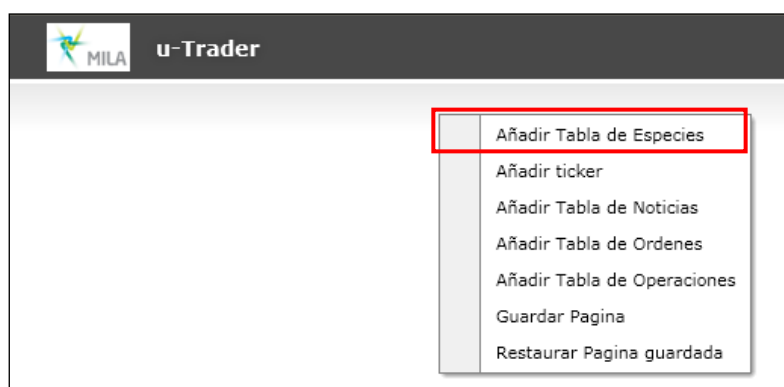 MILA
u-Trader
Añadir Tabla de Especies
Añadir ticker
Añadir Tabla de Noticias
Añadir Tabla de Ordenes
Añadir Tabla de Operaciones
Guardar Pagina
Restaurar Pagina guardada